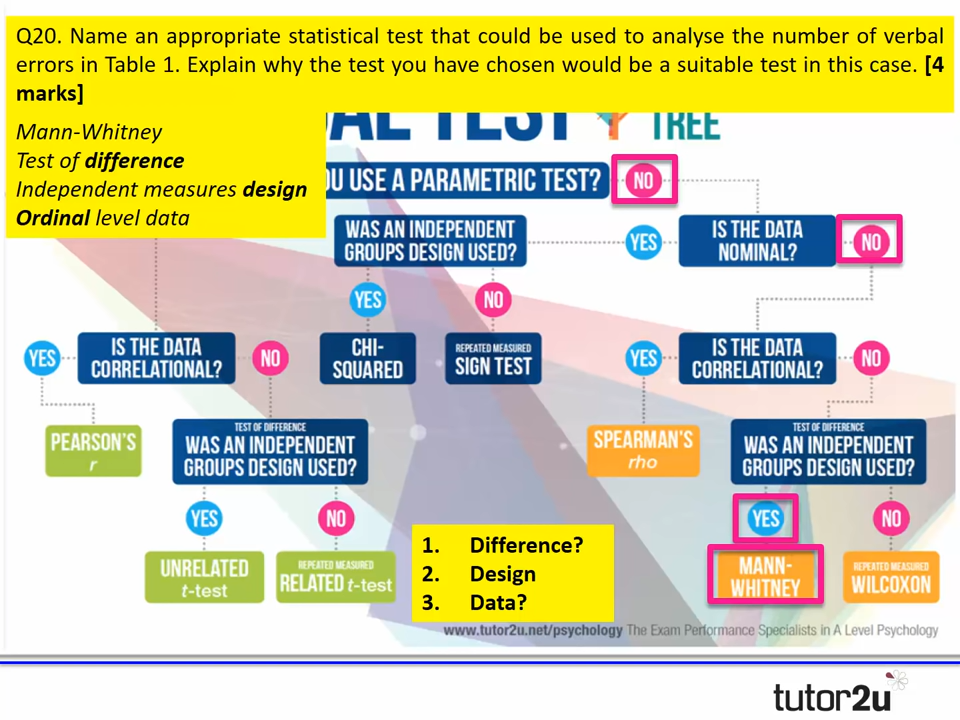 Q20. Name an appropriate statistical test that could be used to analyse the number of verbal
errors in Table 1. Explain why the test you have chosen would be a suitable test in this case. [4
marks]
Mann-Whitney
Test of difference
Independent measures design
Ordinal level data
TEST
TREE
U USE A PARAMETRIC TEST?
NO
WAS AN INDEPENDENT
GROUPS DESIGN USED?
YES
IS THE DATA
NOMINAL?
NO
YES
NO
YES
IS THE DATA
CORRELATIONAL?
NO
CHI-
SQUARED
REPEATED MEASURED
SIGN TEST
YES
IS THE DATA
CORRELATIONAL?
NO
PEARSON'S
r
TEST OF DIFFERENCE
WAS AN INDEPENDENT
GROUPS DESIGN USED?
SPEARMAN'S
rho
TEST OF DIFFERENCE
WAS AN INDEPENDENT
GROUPS DESIGN USED?
YES
NO
YES
NO
UNRELATED
t-test
REPEATED MEASURED
RELATED t-test
1. Difference?
2. Design
3. Data?
MANN-
WHITNEY
REPEATED MEASURED
WILCOXON
www.tutor2u.net/psychology The Exam Performance Specialists in A Level Psychology
tutor2u